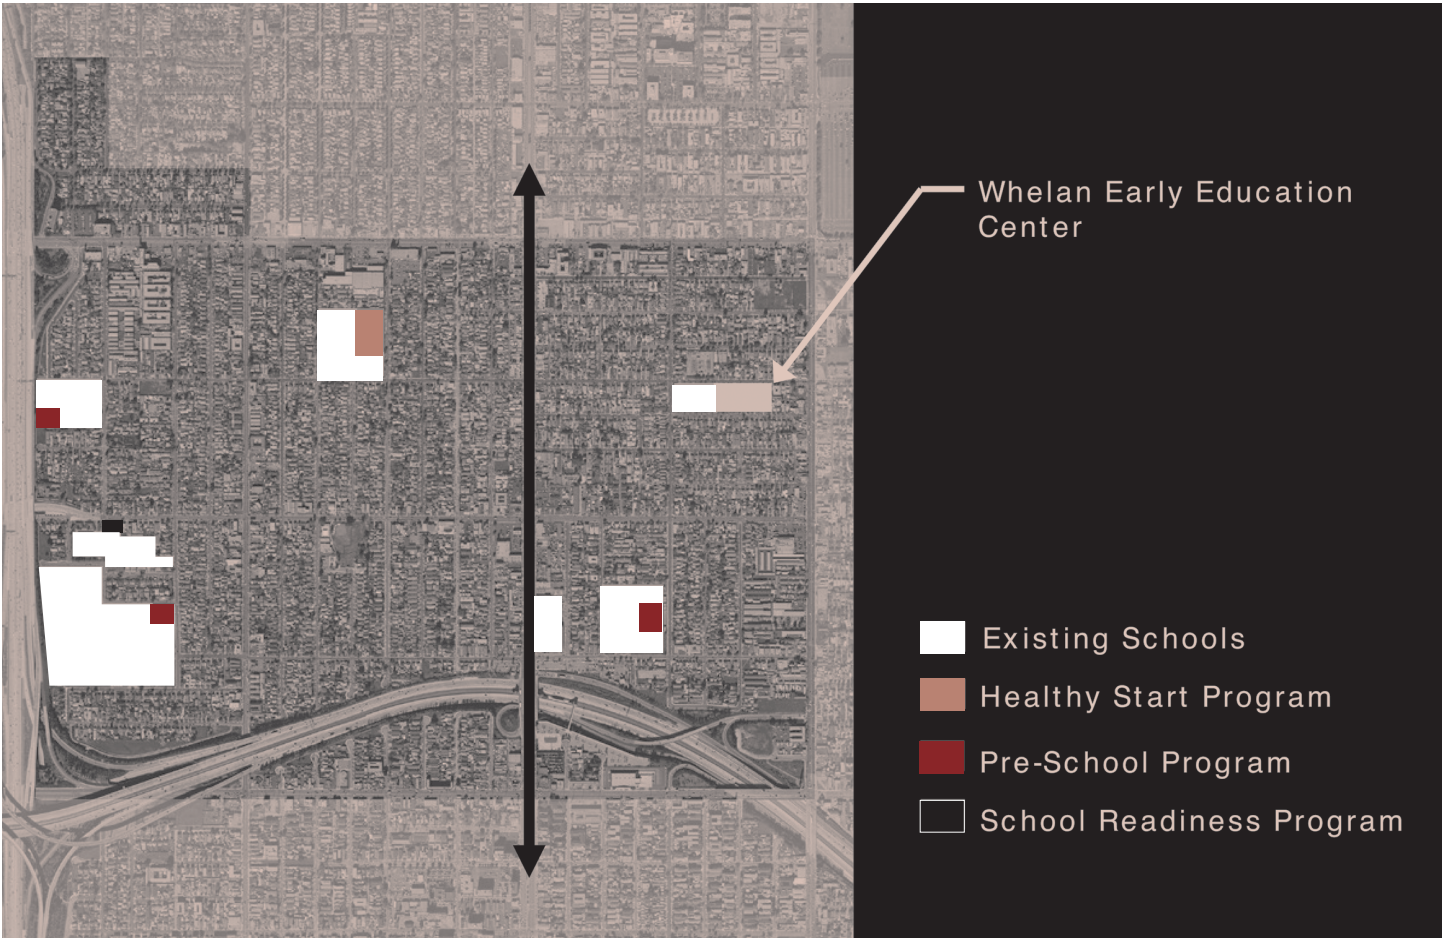 Whelan Early Education
Center
Existing Schools
Healthy Start Program
Pre-School Program
School Readiness Program